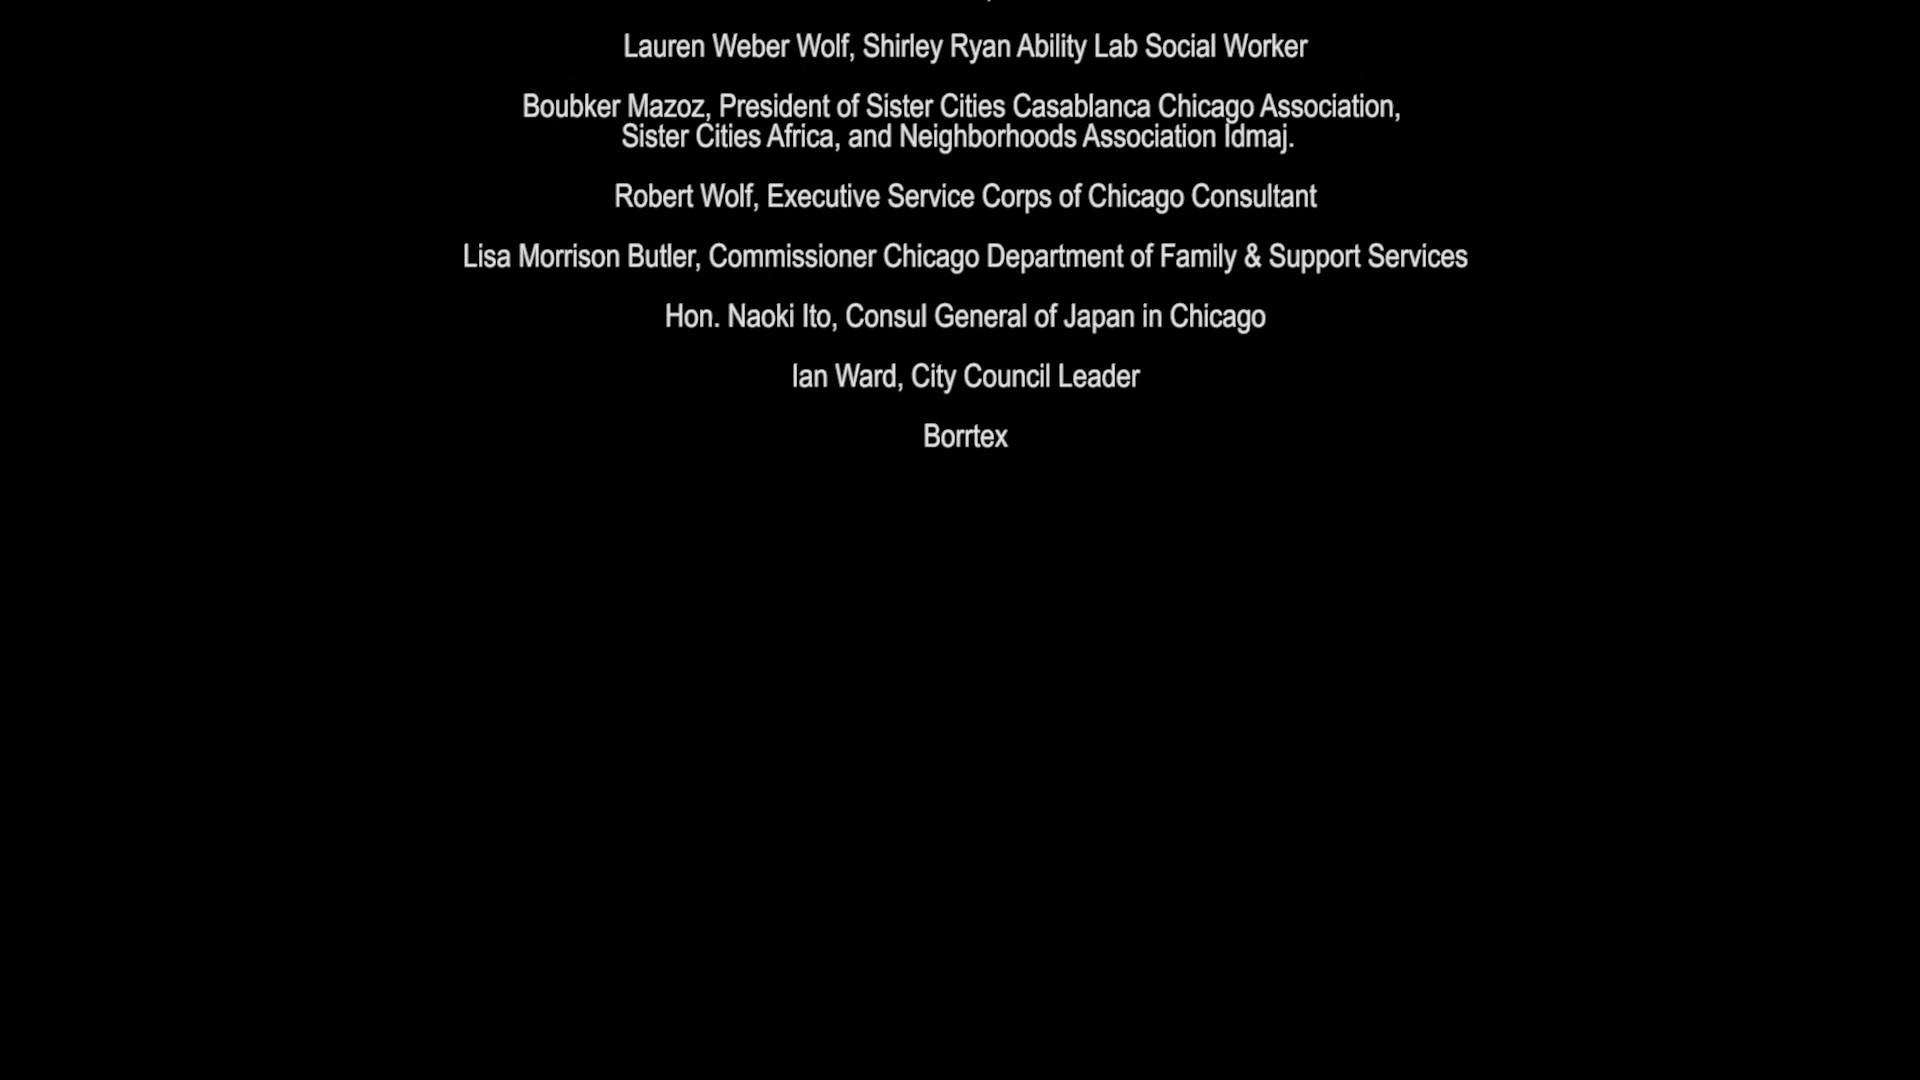 Lauren Weber Wolf, Shirley Ryan Ability Lab Social Worker
Boubker Mazoz, President of Sister Cities Casablanca Chicago Association,
Sister Cities Africa, and Neighborhoods Association Idmaj.
Robert Wolf, Executive Service Corps of Chicago Consultant
Lisa Morrison Butler, Commissioner Chicago Department of Family & Support Services
Hon. Naoki Ito, Consul General of Japan in Chicago
Ian Ward, City Council Leader
Borrtex